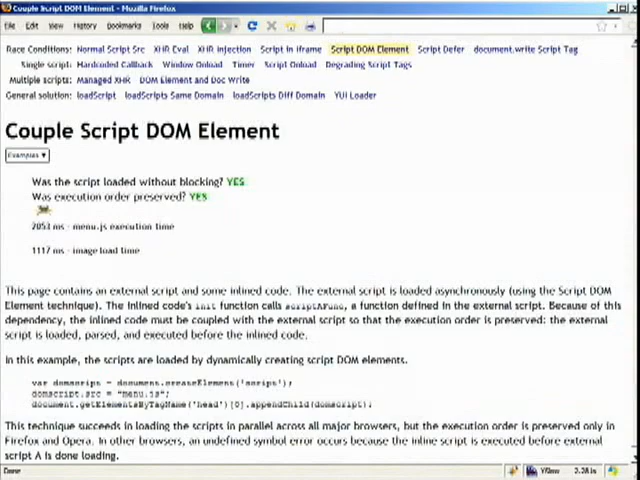 Couple Script DOM Element - Mozilla Firefox
File Edit View History Bookmarks Tools Help
Race Conditions: Normal Script Src XHR Eval XHR Injection Script in Iframe Script DOM Element Script Defer document.write Script Tag
Single script: Hardcoded Callback Window Onload Timer Script Onload Degrading Script Tags
Multiple scripts: Managed XHR DOM Element and Doc Write
General solution: loadScript loadScripts Same Domain loadScripts Diff Domain YUI Loader
Couple Script DOM Element
Examples ▼
Was the script loaded without blocking? YES
Was execution order preserved? YES
2053 ms - menu.js execution time
1117 ms - image load time
This page contains an external script and some inlined code. The external script is loaded asynchronously (using the Script DOM
Element technique). The inlined code's init function calls scriptAFunc, a function defined in the external script. Because of this
dependency, the inlined code must be coupled with the external script so that the execution order is preserved: the external
script is loaded, parsed, and executed before the inlined code.
In this example, the scripts are loaded by dynamically creating script DOM elements.
var domscript = document.createElement('script');
domscript.src = "menu.js";
document.getElementsByTagName('head')[0].appendChild(domscript);
This technique succeeds in loading the scripts in parallel across all major browsers, but the execution order is preserved only in
Firefox and Opera. In other browsers, an undefined symbol error occurs because the inline script is executed before external
script A is done loading.
Done YSlow 2.28s